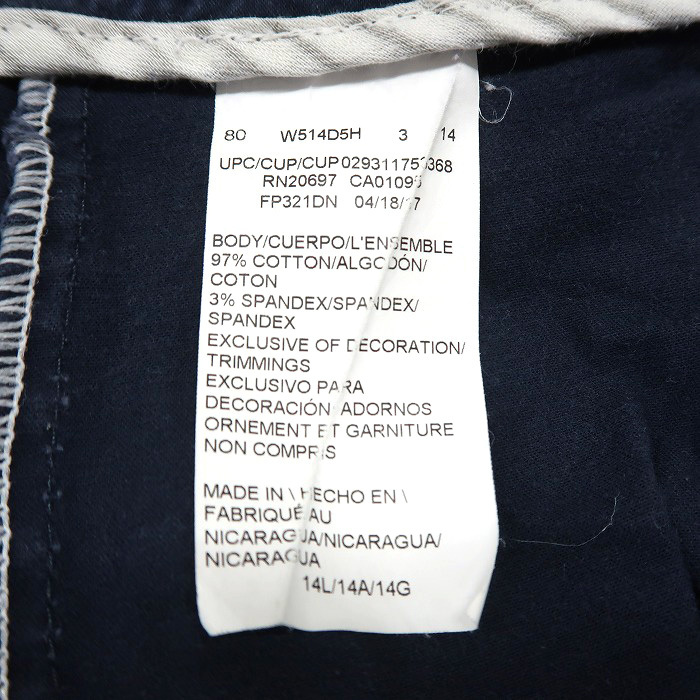 80 W514D5H 3 14
UPC/CUP/CUP
RN20697
FP321DN 04/18/17
BODY/CUERPO/L'ENSEMBLE
97% COTTON/ALGODÓN/
COTON
3% SPANDEX/SPANDEX/
SPANDEX
EXCLUSIVE OF DECORATION/
TRIMMINGS
EXCLUSIVO PARA
DECORACIÓN ADORNOS
ORNEMENT ET GARNITURE
NON COMPRIS
MADE IN \ HECHO EN \
FABRIQUÉ AU
NICARAGUA/NICARAGUA/
NICARAGUA
14L/14A/14G